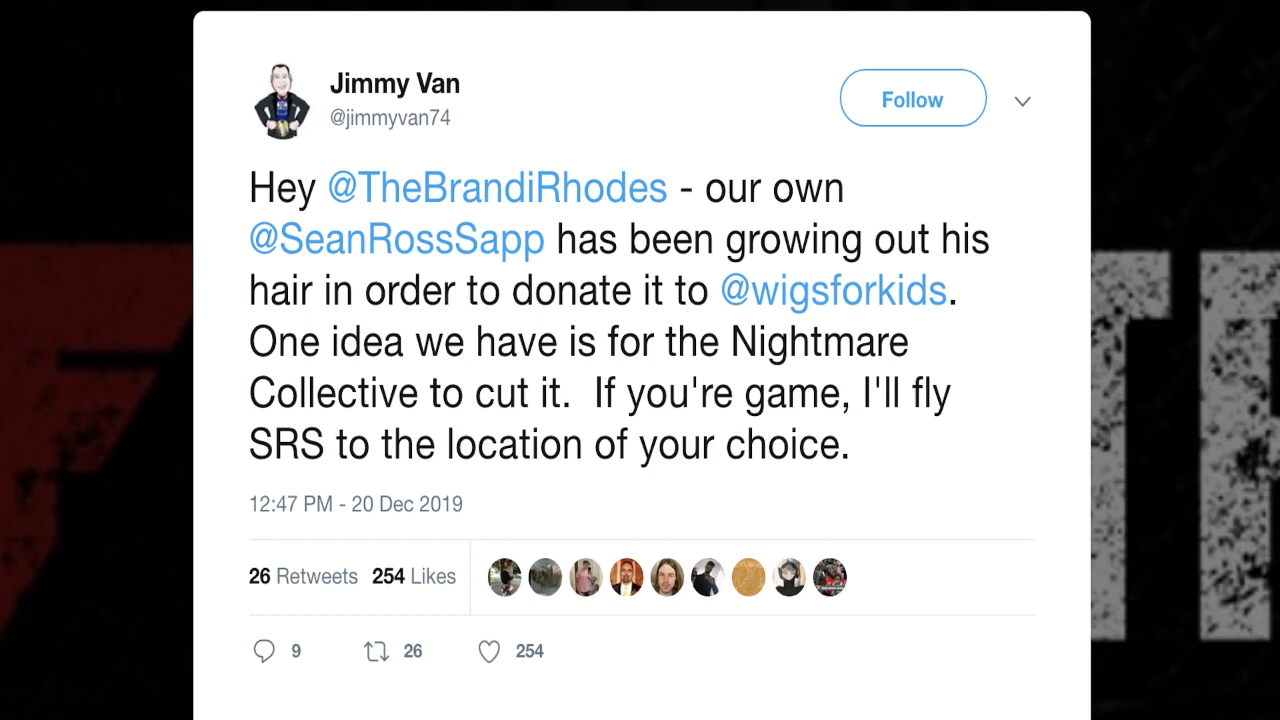 Jimmy Van
@jimmyvan74
Follow
Hey @TheBrandiRhodes - our own
@SeanRossSapp has been growing out his
hair in order to donate it to @wigsforkids.
One idea we have is for the Nightmare
Collective to cut it.  If you're game, I'll fly
SRS to the location of your choice.
12:47 PM - 20 Dec 2019
26 Retweets 254 Likes
9 26 254